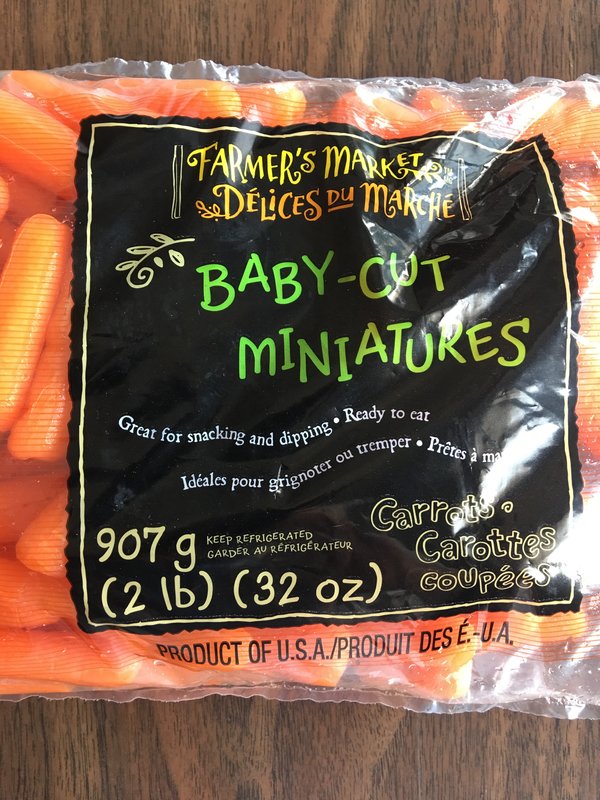 FARMER'S MARKET™
DÉLICES DU MARCHÉ
BABY-CUT
MINIATURES
Great for snacking and dipping • Ready to eat
Idéales pour grignoter ou tremper • Prêtes à
907 g KEEP REFRIGERATED
GARDER AU RÉFRIGÉRATEUR
(2 lb) (32 oz)
Carrots •
Carottes
coupées
PRODUCT OF U.S.A./PRODUIT DES É.-U.A.